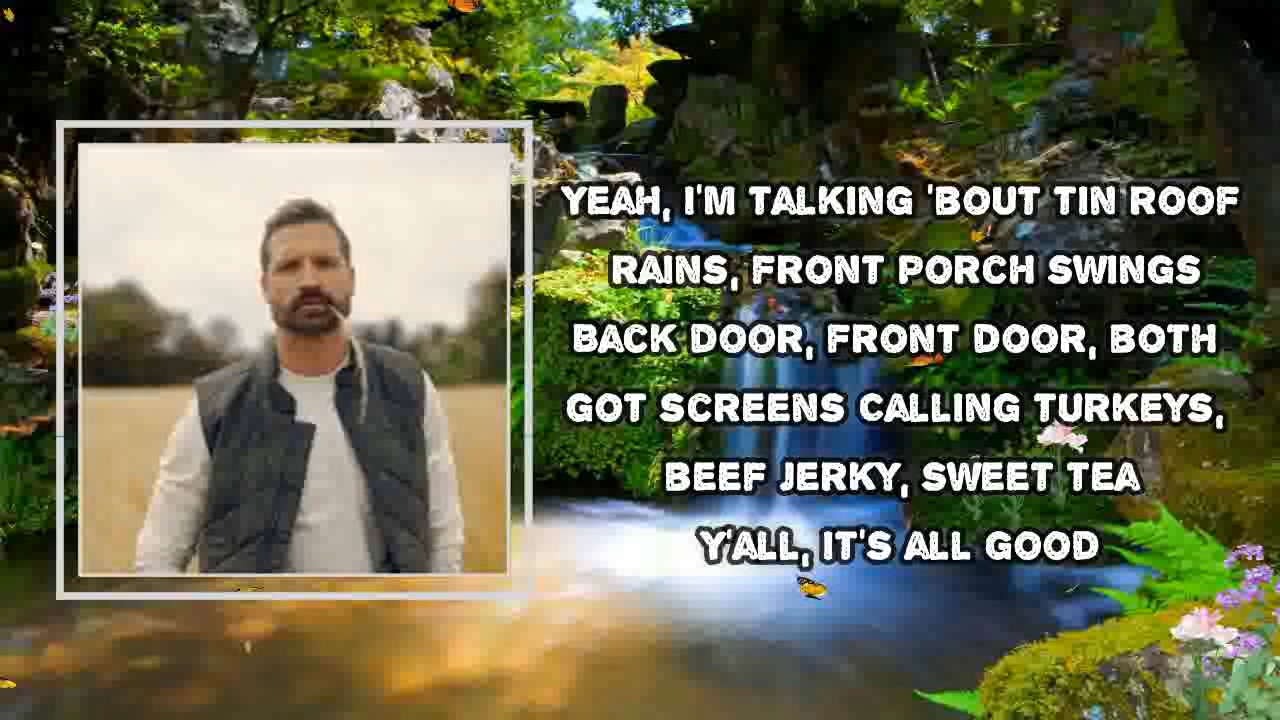 YEAH, I'M TALKING 'BOUT TIN ROOF
RAINS, FRONT PORCH SWINGS
BACK DOOR, FRONT DOOR, BOTH
GOT SCREENS CALLING TURKEYS,
BEEF JERKY, SWEET TEA
Y'ALL, IT'S ALL GOOD